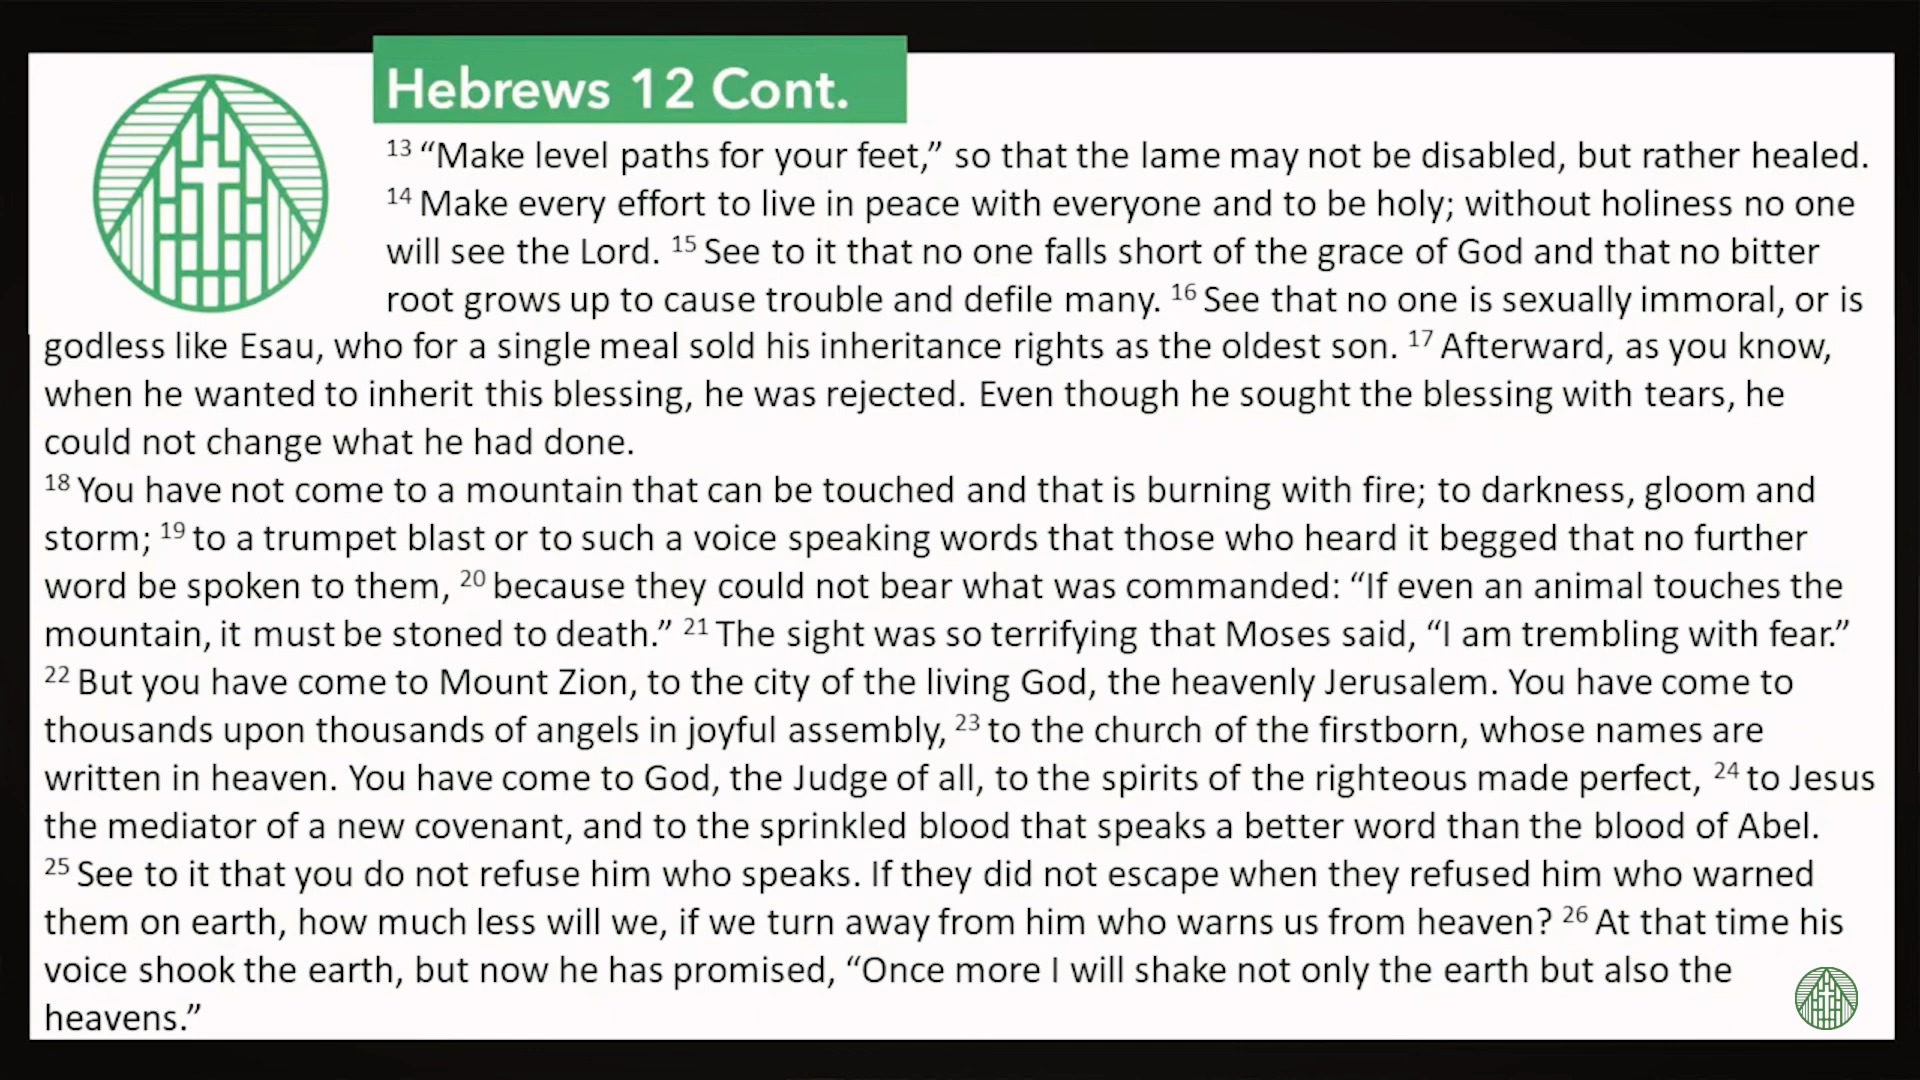 Hebrews 12 Cont.
13 “Make level paths for your feet,” so that the lame may not be disabled, but rather healed.
14 Make every effort to live in peace with everyone and to be holy; without holiness no one
will see the Lord. 15 See to it that no one falls short of the grace of God and that no bitter
root grows up to cause trouble and defile many. 16 See that no one is sexually immoral, or is
godless like Esau, who for a single meal sold his inheritance rights as the oldest son. 17 Afterward, as you know,
when he wanted to inherit this blessing, he was rejected. Even though he sought the blessing with tears, he
could not change what he had done.
18 You have not come to a mountain that can be touched and that is burning with fire; to darkness, gloom and
storm; 19 to a trumpet blast or to such a voice speaking words that those who heard it begged that no further
word be spoken to them, 20 because they could not bear what was commanded: “If even an animal touches the
mountain, it must be stoned to death.” 21 The sight was so terrifying that Moses said, “I am trembling with fear.”
22 But you have come to Mount Zion, to the city of the living God, the heavenly Jerusalem. You have come to
thousands upon thousands of angels in joyful assembly, 23 to the church of the firstborn, whose names are
written in heaven. You have come to God, the Judge of all, to the spirits of the righteous made perfect, 24 to Jesus
the mediator of a new covenant, and to the sprinkled blood that speaks a better word than the blood of Abel.
25 See to it that you do not refuse him who speaks. If they did not escape when they refused him who warned
them on earth, how much less will we, if we turn away from him who warns us from heaven? 26 At that time his
voice shook the earth, but now he has promised, “Once more I will shake not only the earth but also the
heavens.”